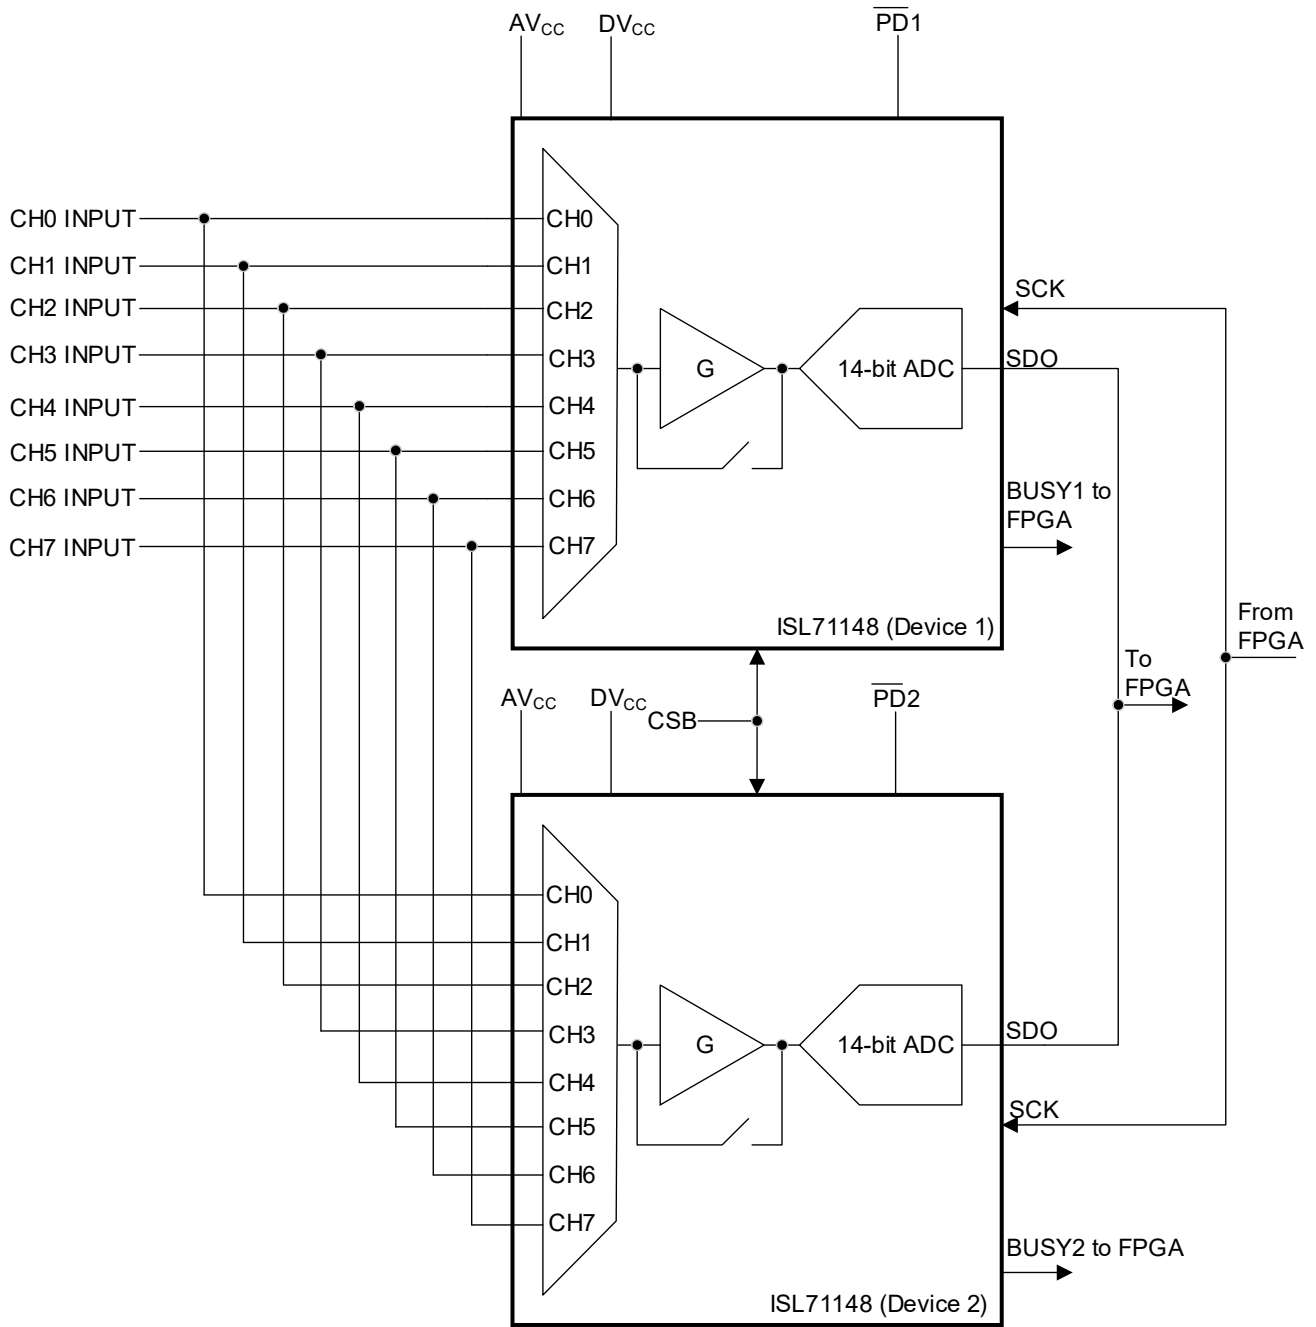 AVCC DVCC PD1
CH0 INPUT
CH1 INPUT
CH2 INPUT
CH3 INPUT
CH4 INPUT
CH5 INPUT
CH6 INPUT
CH7 INPUT
CH0
CH1
CH2
CH3
CH4
CH5
CH6
CH7
G
14-bit ADC
SCK
SDO
BUSY1 to
FPGA
ISL71148 (Device 1)
From
FPGA
To
FPGA
AVCC DVCC PD2
CSB
CH0
CH1
CH2
CH3
CH4
CH5
CH6
CH7
G
14-bit ADC
SDO
SCK
BUSY2 to FPGA
ISL71148 (Device 2)